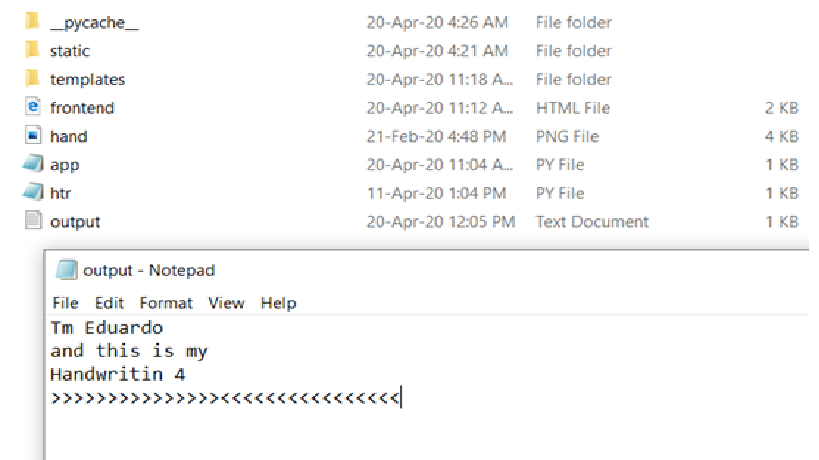 __pycache__ 20-Apr-20 4:26 AM File folder
static 20-Apr-20 4:21 AM File folder
templates 20-Apr-20 11:18 A... File folder
frontend 20-Apr-20 11:12 A... HTML File 2 KB
hand 21-Feb-20 4:48 PM PNG File 4 KB
app 20-Apr-20 11:04 A... PY File 1 KB
htr 11-Apr-20 1:04 PM PY File 1 KB
output 20-Apr-20 12:05 PM Text Document 1 KB
output - Notepad
File Edit Format View Help
Tm Eduardo
and this is my
Handwritin 4
>>>>>>>>>>>>>>><<<<<<<<<<<<<<<<